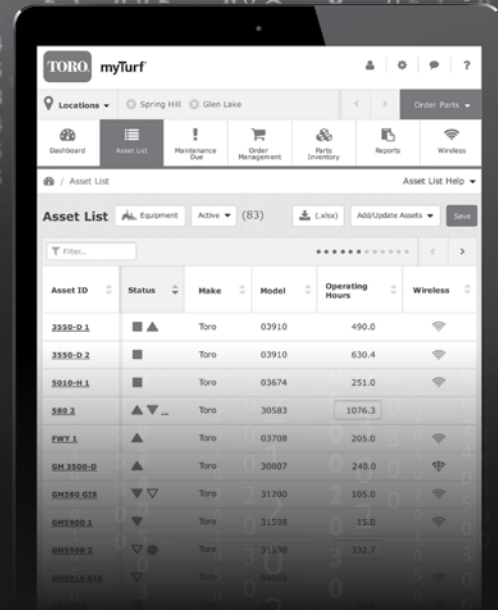 TORO. myTurf
Locations Spring Hill Glen Lake Order Parts
Dashboard Asset List Maintenance Due Order Management Parts Inventory Reports Wireless
/ Asset List Asset List Help
Asset List Equipment Active (83) (.xlsx) Add/Update Assets Save
Filter...
Asset ID Status Make Model Operating Hours Wireless
3550-D 1 Toro 03910 490.0
3550-D 2 Toro 03910 630.4
5010-H 1 Toro 03674 251.0
580 2 Toro 30583 1076.3
FWY 1 Toro 03708 205.0
GM 3500-D Toro 30807 240.0
GM360 GIS Toro 31200 105.0
GM5900 1 Toro 31598 15.0
GM5900 2 Toro 31598 332.7
GM5910 GIS Toro 04055